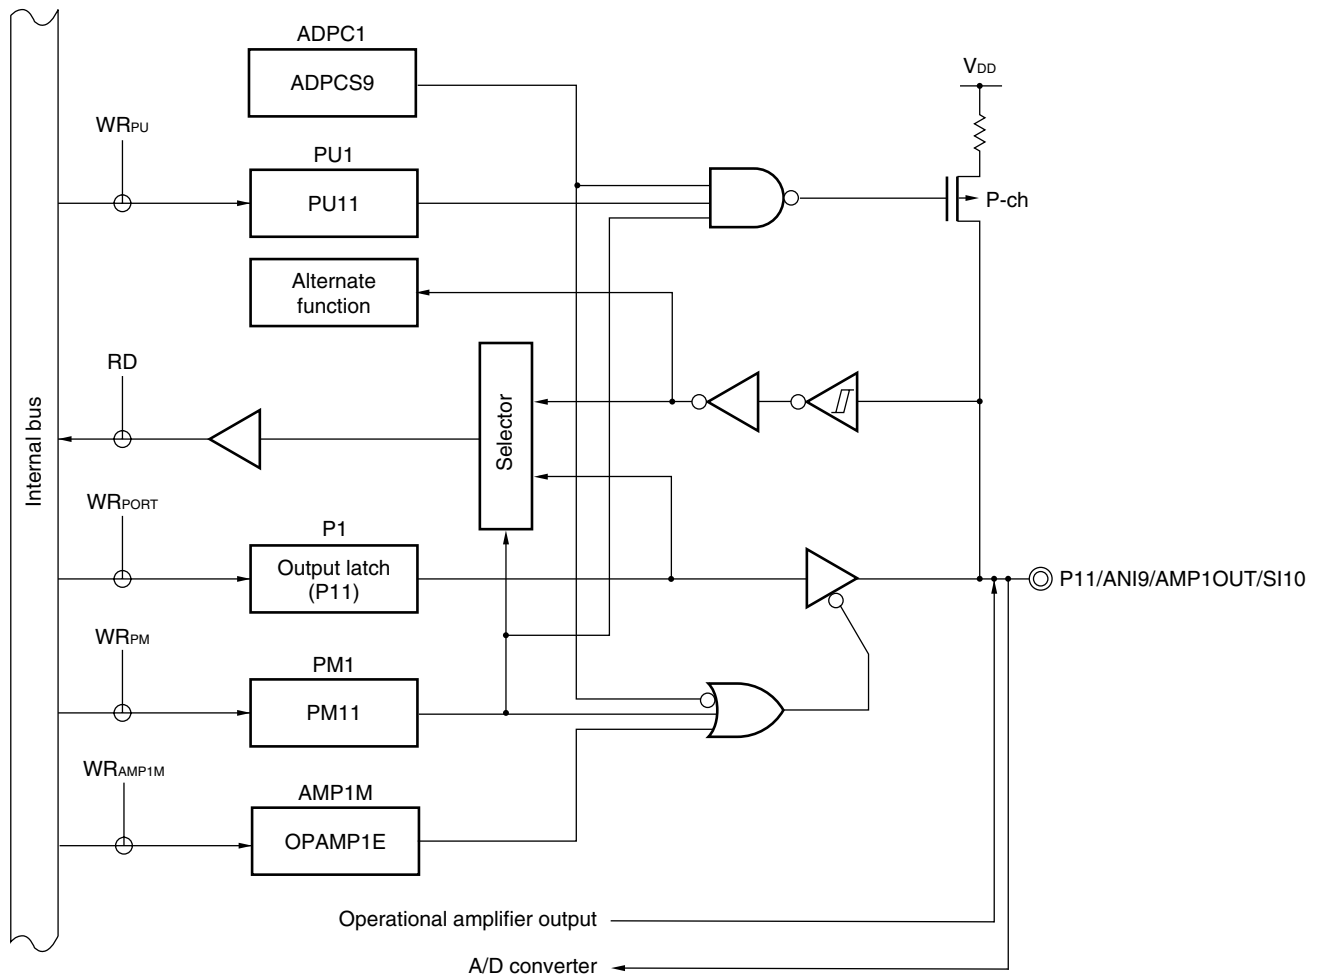 ADPC1
ADPCS9
VDD
WRPU
PU1
PU11
P-ch
Alternate
function
RD
Internal bus
Selector
WRPORT
P1
Output latch
(P11)
P11/ANI9/AMP1OUT/SI10
WRPM
PM1
PM11
WRAMP1M
AMP1M
OPAMP1E
Operational amplifier output
A/D converter